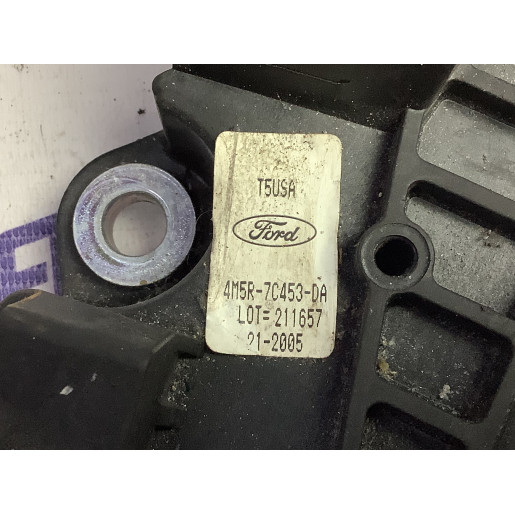 T5USA
Ford
4M5R-7C453-DA
LOT=211657
21-2005